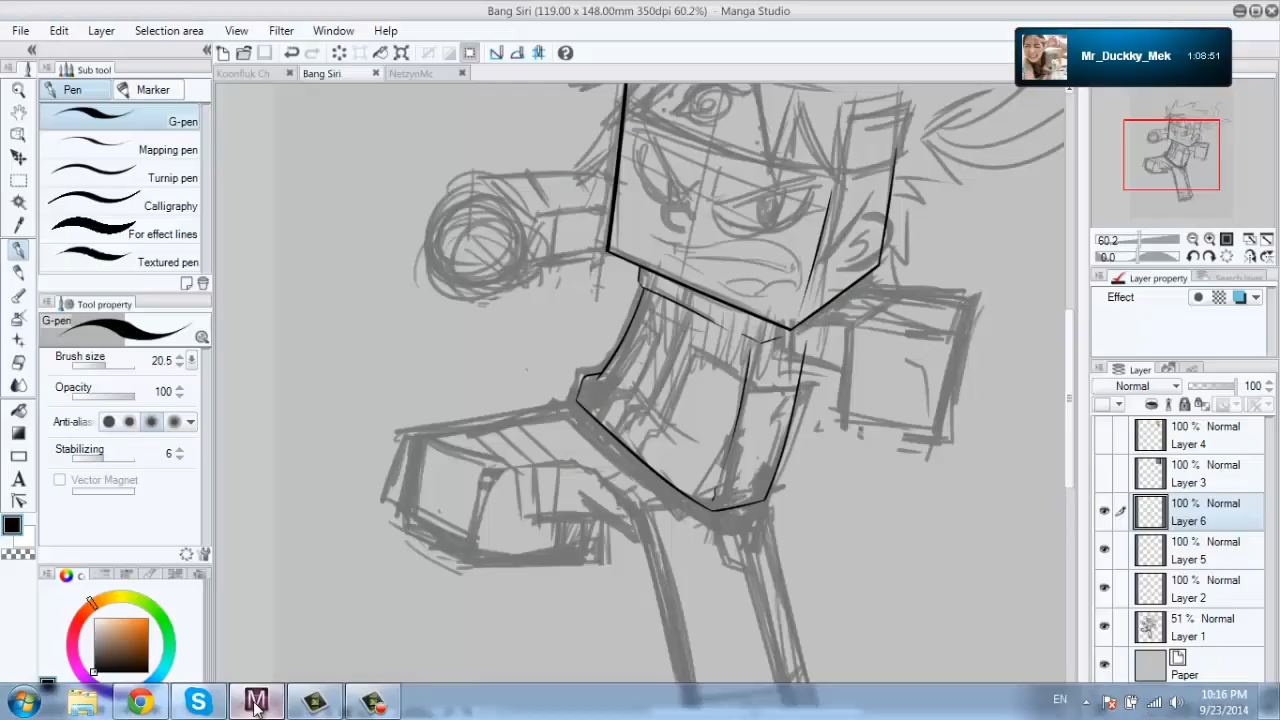 Bang Siri (119.00 x 148.00mm 350dpi 60.2%) - Manga Studio
File Edit Layer Selection area View Filter Window Help
Mr_Duckky_Mek 1:08:51
Sub tool
Koonfluk Ch Bang Siri NetzynMc
Pen Marker
G-pen
Mapping pen
Turnip pen
Calligraphy
For effect lines
Textured pen
Tool property
G-pen
Brush size 20.5
Opacity 100
Anti-alias
Stabilizing 6
Vector Magnet
60.2
0.0
Layer property Search layer
Effect
Layer
Normal 100
100 % Normal
Layer 4
100 % Normal
Layer 3
100 % Normal
Layer 6
100 % Normal
Layer 5
100 % Normal
Layer 2
51 % Normal
Layer 1
Paper
EN 10:16 PM
9/23/2014